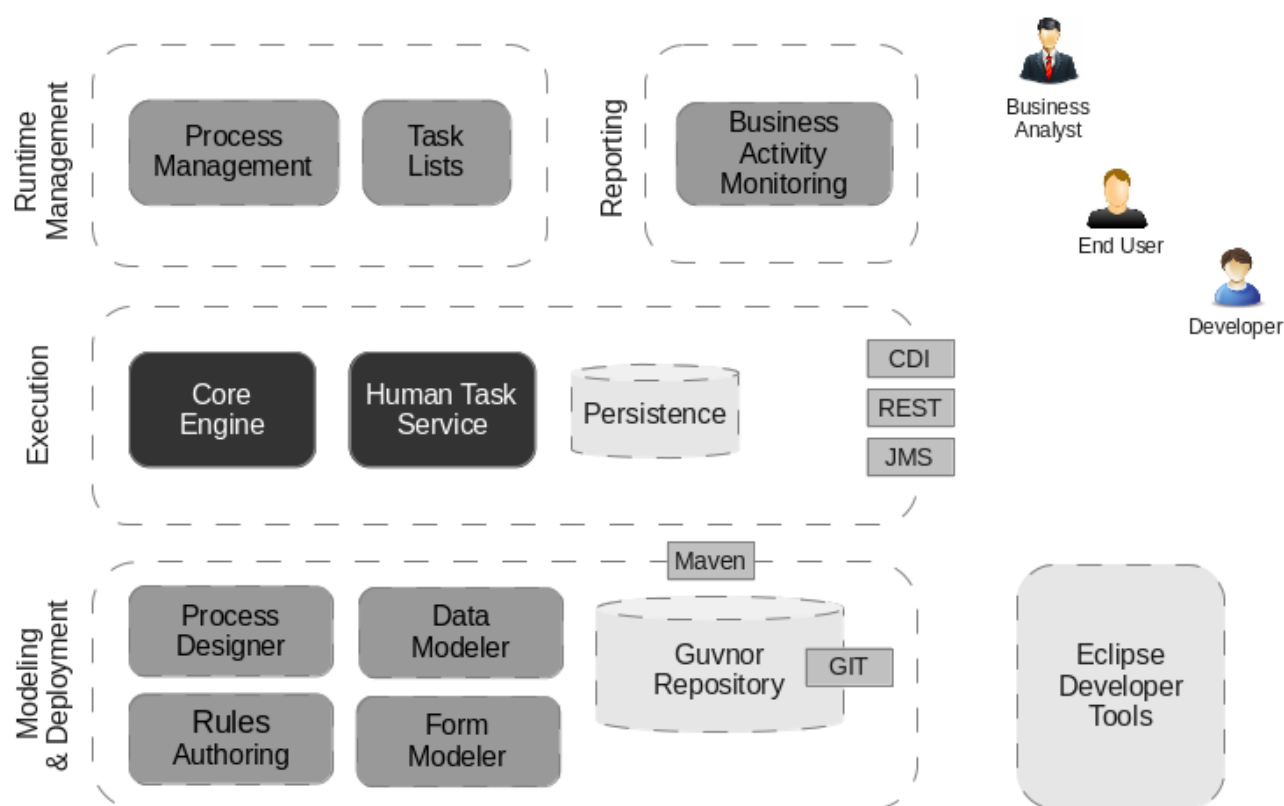 Runtime
Management
Process
Management
Task
Lists
Reporting
Business
Activity
Monitoring
Business
Analyst
End User
Developer
Execution
Core
Engine
Human Task
Service
Persistence
CDI
REST
JMS
Modeling
& Deployment
Process
Designer
Data
Modeler
Rules
Authoring
Form
Modeler
Maven
Guvnor
Repository
GIT
Eclipse
Developer
Tools